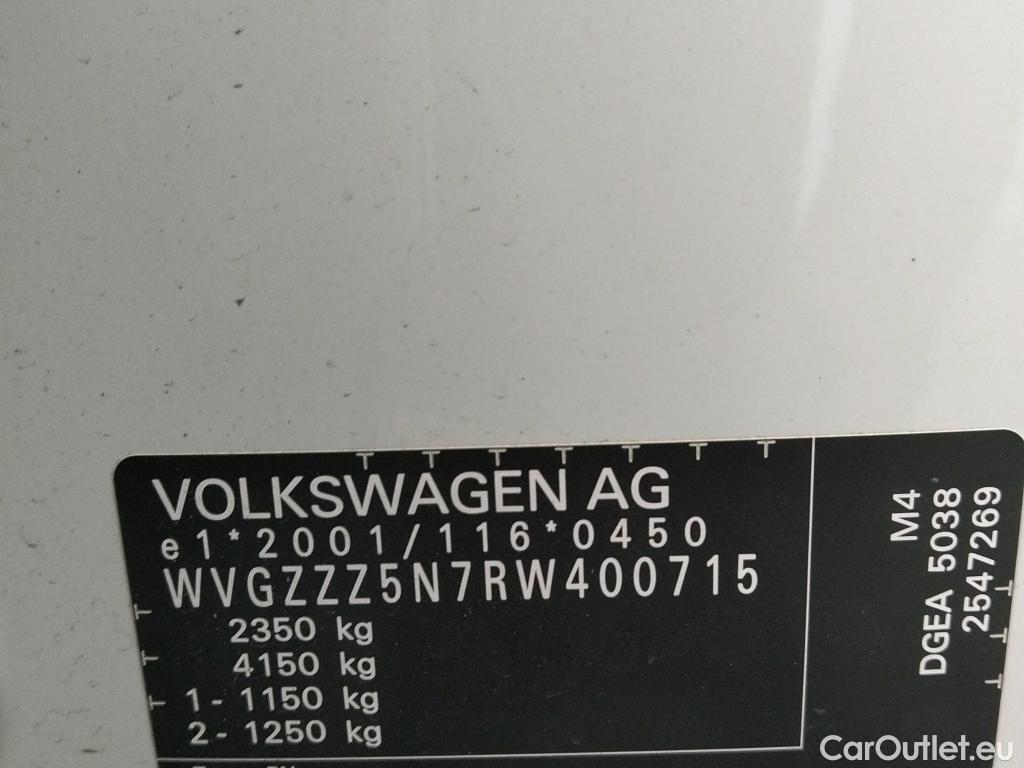 VOLKSWAGEN AG
e1*2001/116*0450
WVGZZZ5N7RW400715
2350 kg
4150 kg
1 - 1150 kg
2 - 1250 kg
M4
DGEA 5038
2547269
CarOutlet.eu